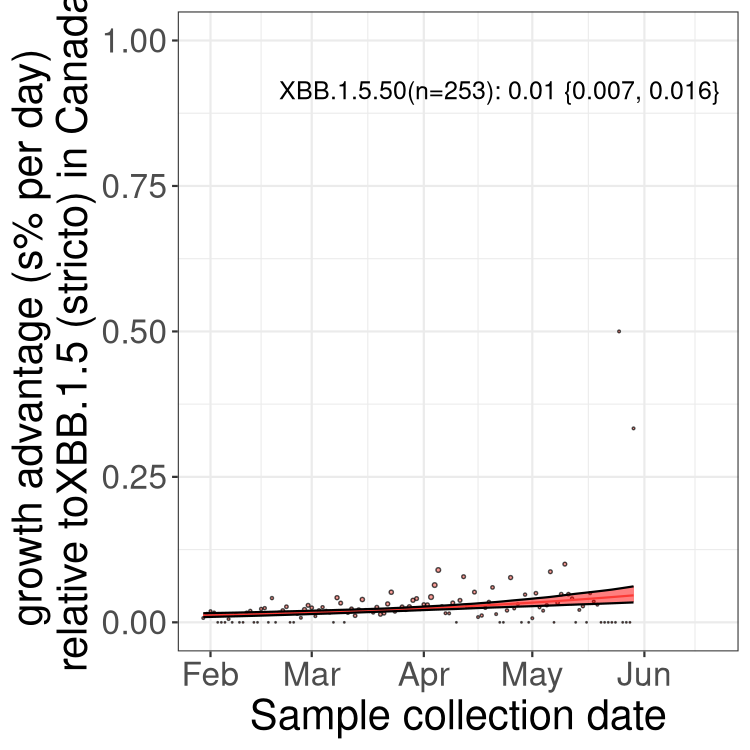 growth advantage (s% per day)
relative toXBB.1.5 (stricto) in Canada
1.00
0.75
0.50
0.25
0.00
XBB.1.5.50(n=253): 0.01 {0.007, 0.016}
Feb Mar Apr May Jun
Sample collection date